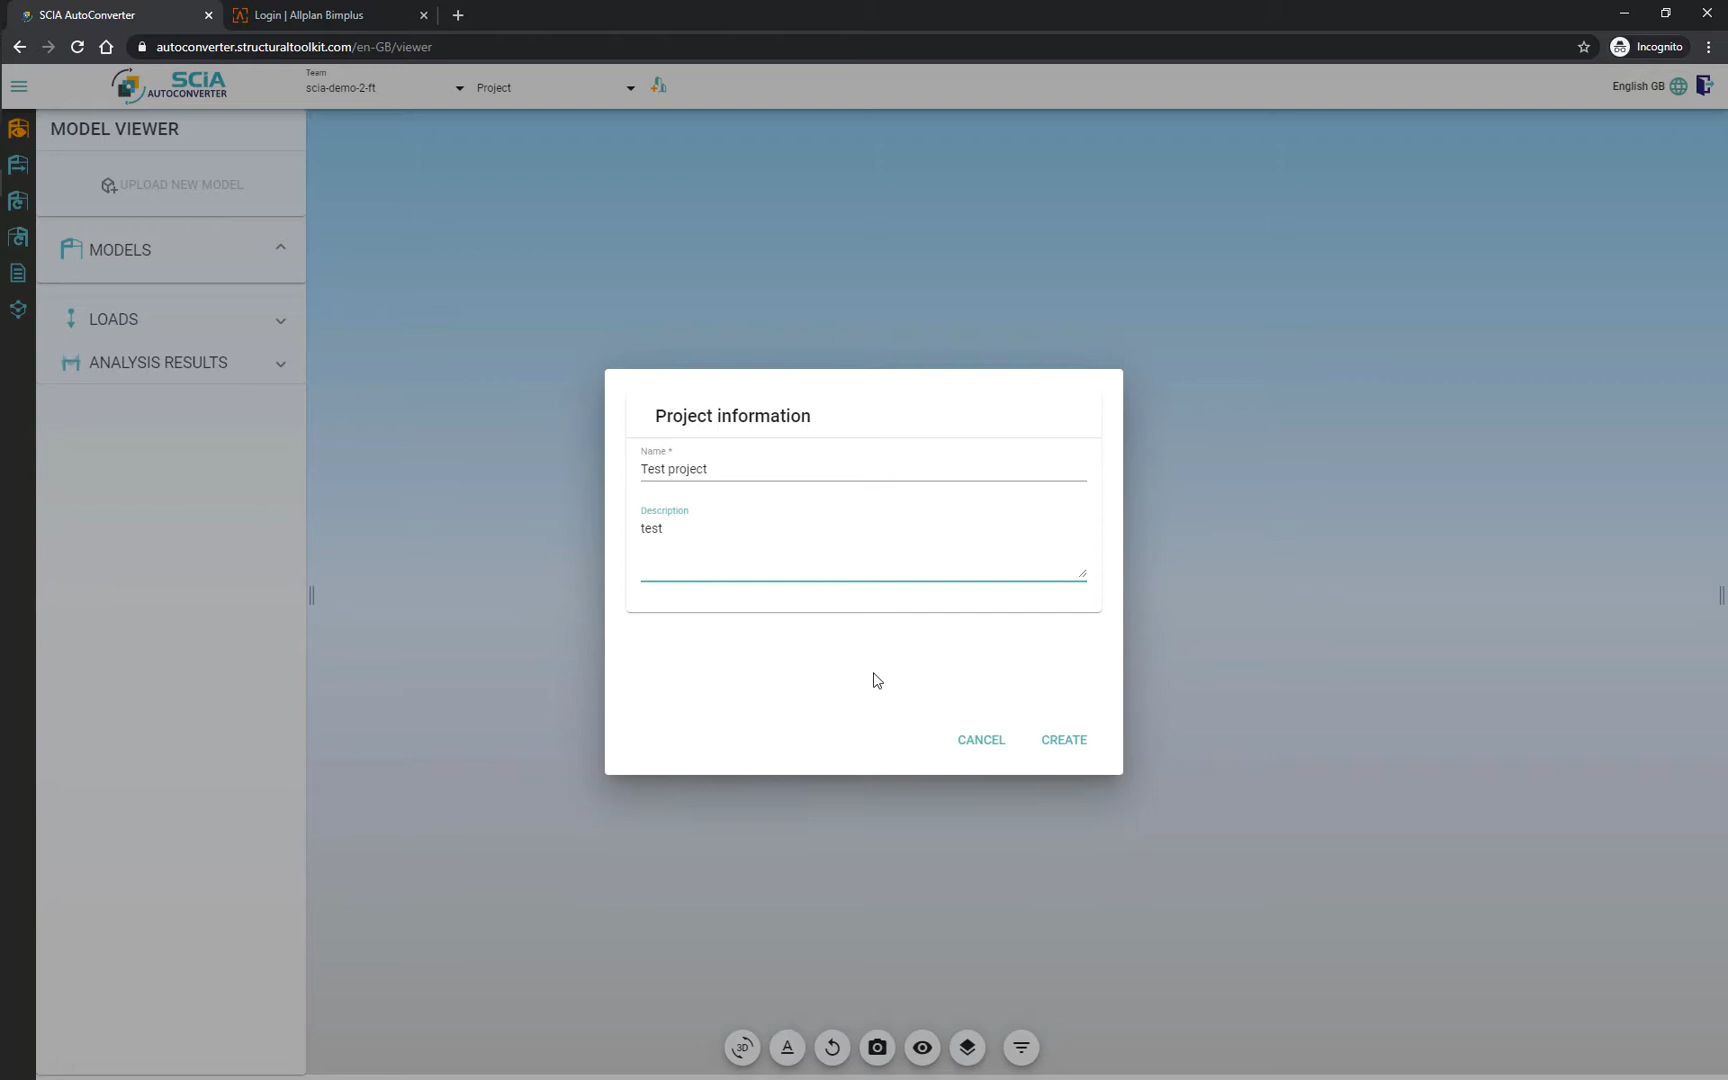 SCIA AutoConverter
Login | Allplan Bimplus
autoconverter.structuraltoolkit.com/en-GB/viewer
Incognito
SCiA
AUTOCONVERTER
Team
scia-demo-2-ft
Project
English GB
MODEL VIEWER
UPLOAD NEW MODEL
MODELS
LOADS
ANALYSIS RESULTS
Project information
Name *
Test project
Description
test
CANCEL
CREATE
3D
A